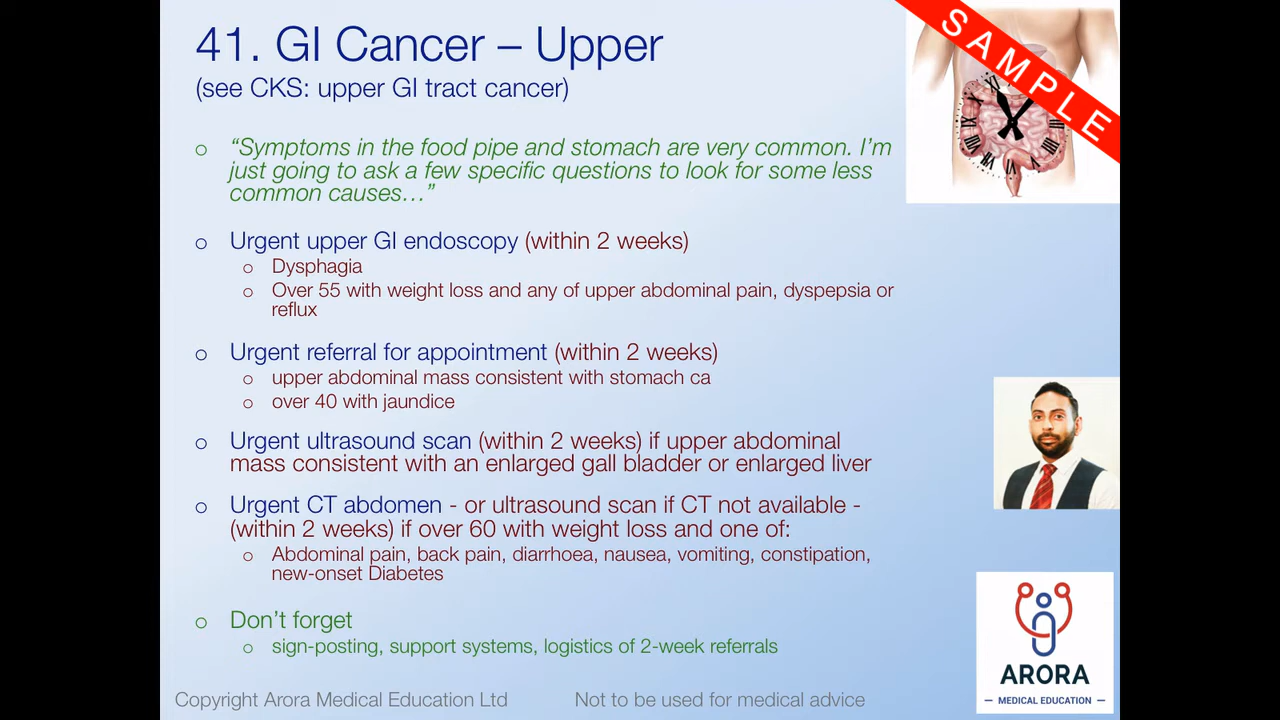 41. GI Cancer – Upper
(see CKS: upper GI tract cancer)
SAMPLE
o “Symptoms in the food pipe and stomach are very common. I’m
just going to ask a few specific questions to look for some less
common causes…”
o Urgent upper GI endoscopy (within 2 weeks)
o Dysphagia
o Over 55 with weight loss and any of upper abdominal pain, dyspepsia or
reflux
o Urgent referral for appointment (within 2 weeks)
o upper abdominal mass consistent with stomach ca
o over 40 with jaundice
o Urgent ultrasound scan (within 2 weeks) if upper abdominal
mass consistent with an enlarged gall bladder or enlarged liver
o Urgent CT abdomen - or ultrasound scan if CT not available -
(within 2 weeks) if over 60 with weight loss and one of:
o Abdominal pain, back pain, diarrhoea, nausea, vomiting, constipation,
new-onset Diabetes
o Don’t forget
o sign-posting, support systems, logistics of 2-week referrals
ARORA
MEDICAL EDUCATION
Copyright Arora Medical Education Ltd Not to be used for medical advice